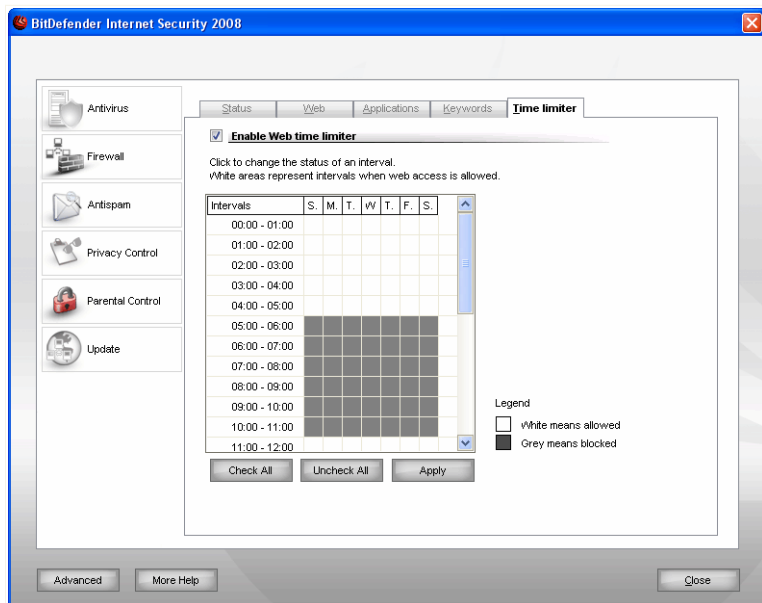 BitDefender Internet Security 2008
Antivirus
Firewall
Antispam
Privacy Control
Parental Control
Update
Status Web Applications Keywords Time limiter
Enable Web time limiter
Click to change the status of an interval.
White areas represent intervals when web access is allowed.
Intervals S. M. T. W T. F. S.
00:00 - 01:00
01:00 - 02:00
02:00 - 03:00
03:00 - 04:00
04:00 - 05:00
05:00 - 06:00
06:00 - 07:00
07:00 - 08:00
08:00 - 09:00
09:00 - 10:00
10:00 - 11:00
11:00 - 12:00
Legend
White means allowed
Grey means blocked
Check All Uncheck All Apply
Advanced More Help Close